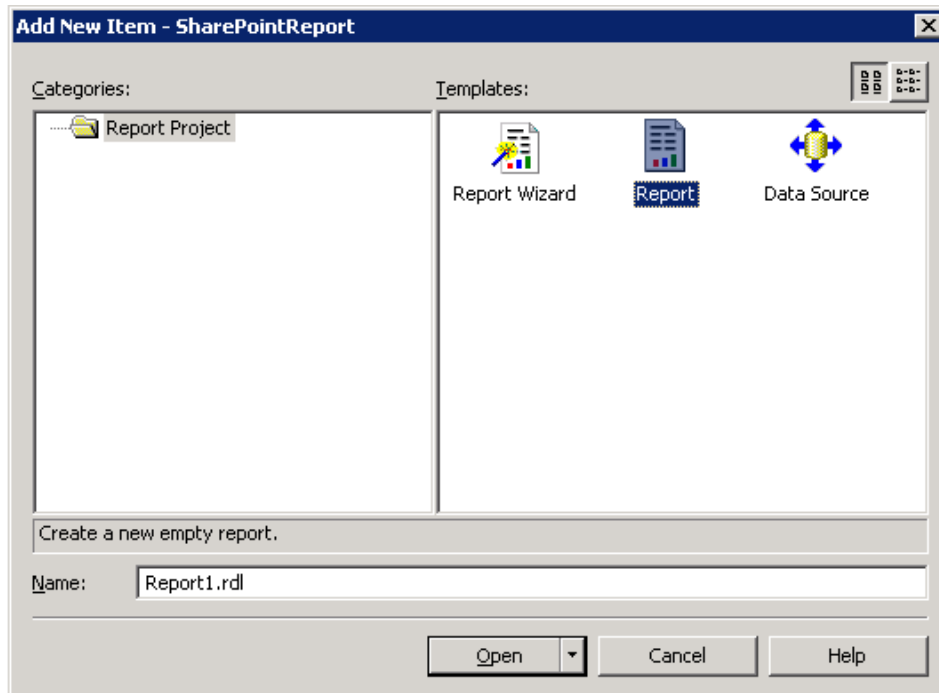 Add New Item - SharePointReport
Categories:
Templates:
Report Project
Report Wizard
Report
Data Source
Create a new empty report.
Name:
Report1.rdl
Open
Cancel
Help